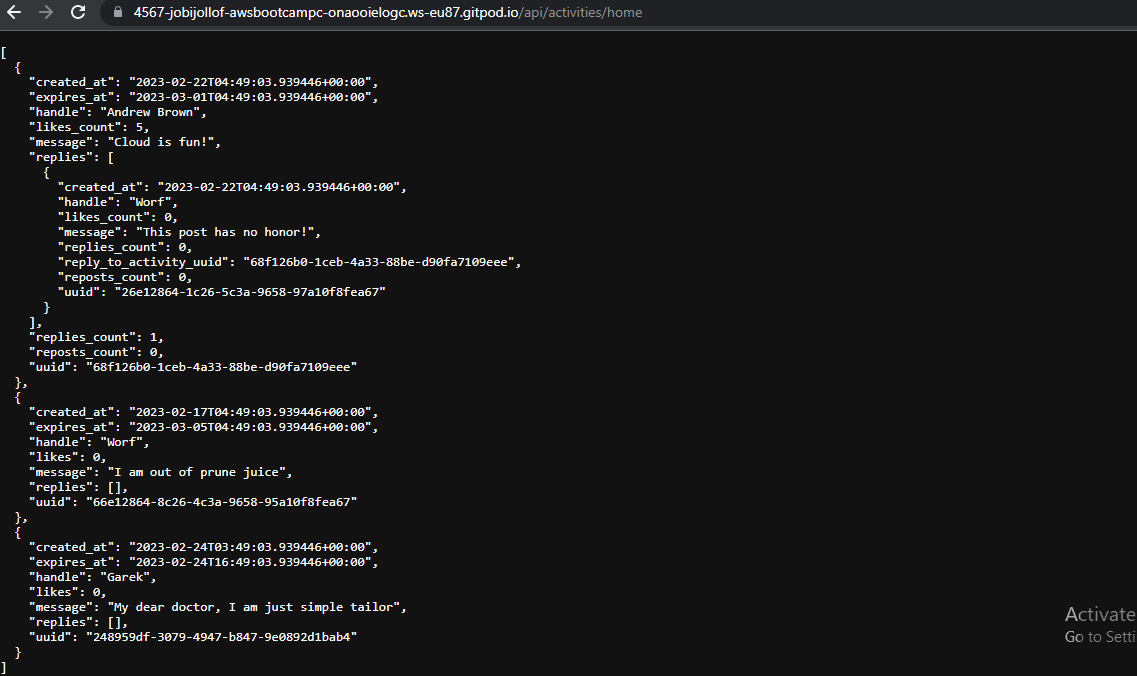 4567-jobijollof-awsbootcampc-onaooielogc.ws-eu87.gitpod.io/api/activities/home
[
  {
    "created_at": "2023-02-22T04:49:03.939446+00:00",
    "expires_at": "2023-03-01T04:49:03.939446+00:00",
    "handle": "Andrew Brown",
    "likes_count": 5,
    "message": "Cloud is fun!",
    "replies": [
      {
        "created_at": "2023-02-22T04:49:03.939446+00:00",
        "handle": "Worf",
        "likes_count": 0,
        "message": "This post has no honor!",
        "replies_count": 0,
        "reply_to_activity_uuid": "68f126b0-1ceb-4a33-88be-d90fa7109eee",
        "reposts_count": 0,
        "uuid": "26e12864-1c26-5c3a-9658-97a10f8fea67"
      }
    ],
    "replies_count": 1,
    "reposts_count": 0,
    "uuid": "68f126b0-1ceb-4a33-88be-d90fa7109eee"
  },
  {
    "created_at": "2023-02-17T04:49:03.939446+00:00",
    "expires_at": "2023-03-05T04:49:03.939446+00:00",
    "handle": "Worf",
    "likes": 0,
    "message": "I am out of prune juice",
    "replies": [],
    "uuid": "66e12864-8c26-4c3a-9658-95a10f8fea67"
  },
  {
    "created_at": "2023-02-24T03:49:03.939446+00:00",
    "expires_at": "2023-02-24T16:49:03.939446+00:00",
    "handle": "Garek",
    "likes": 0,
    "message": "My dear doctor, I am just simple tailor",
    "replies": [],
    "uuid": "248959df-3079-4947-b847-9e0892d1bab4"
  }
]
Activate
Go to Setti